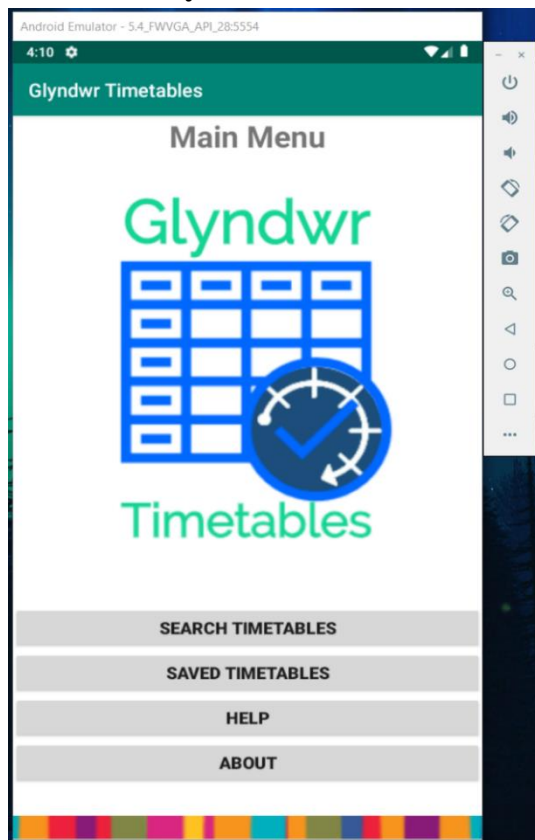 Android Emulator - 5.4_FWVGA_API_28:5554
4:10
Glyndwr Timetables
Main Menu
Glyndwr
Timetables
SEARCH TIMETABLES
SAVED TIMETABLES
HELP
ABOUT